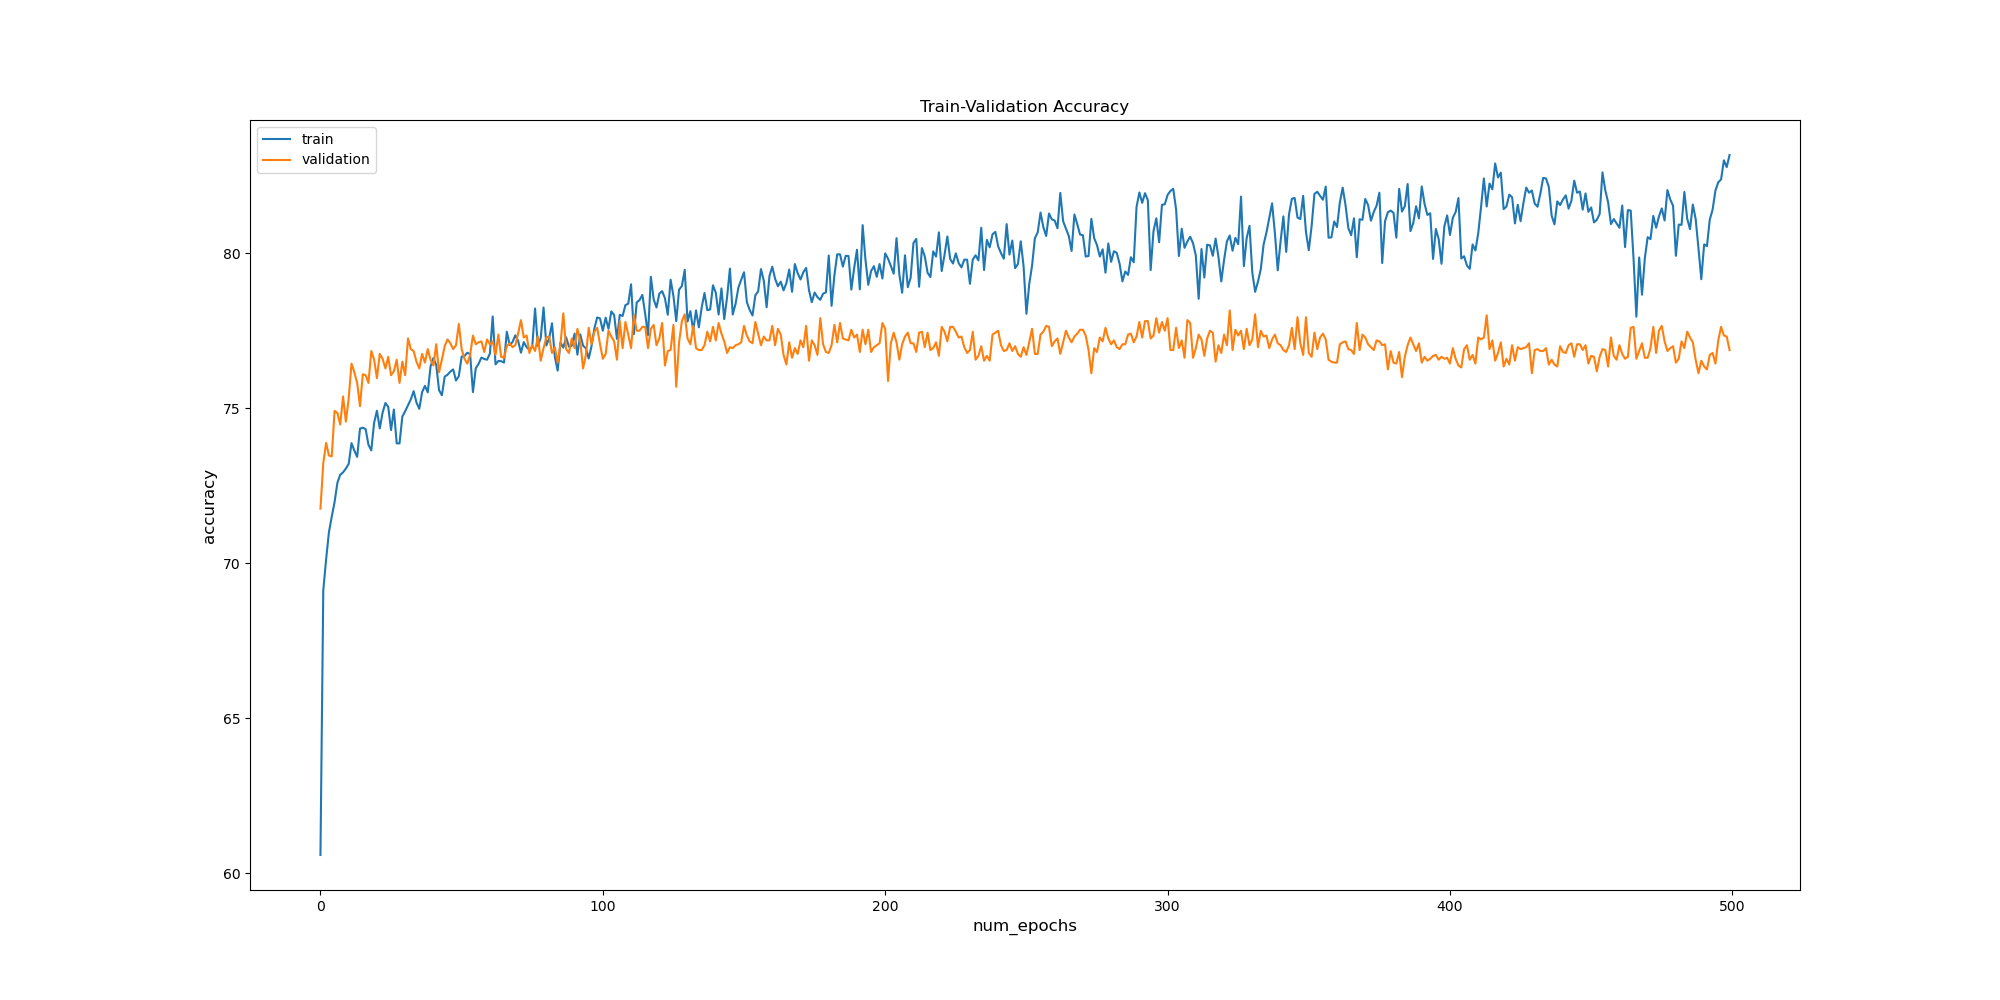 Train-Validation Accuracy
train
validation
accuracy
80
75
70
65
60
0 100 200 300 400 500
num_epochs